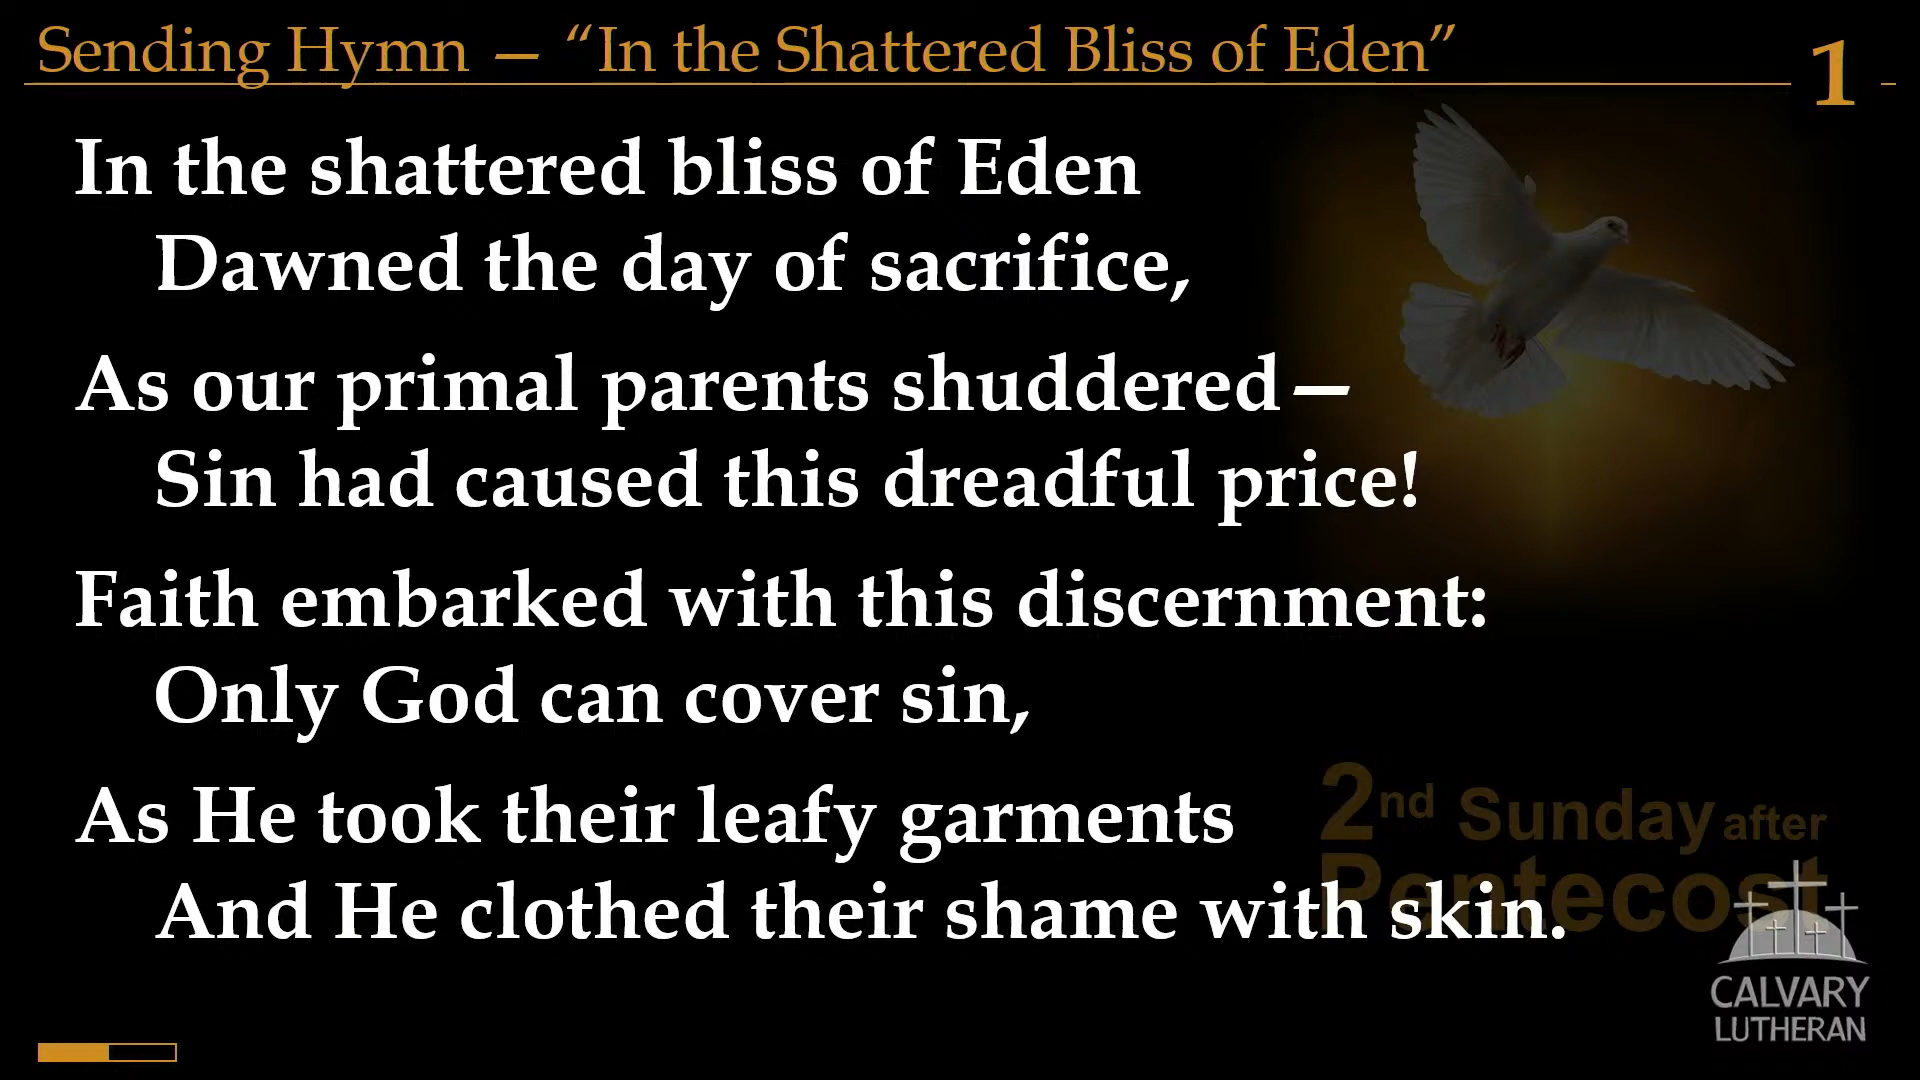 Sending Hymn — “In the Shattered Bliss of Eden”
1
In the shattered bliss of Eden
Dawned the day of sacrifice,
As our primal parents shuddered—
Sin had caused this dreadful price!
Faith embarked with this discernment:
Only God can cover sin,
As He took their leafy garments
And He clothed their shame with skin.
2nd Sunday after
Pentecost
CALVARY
LUTHERAN